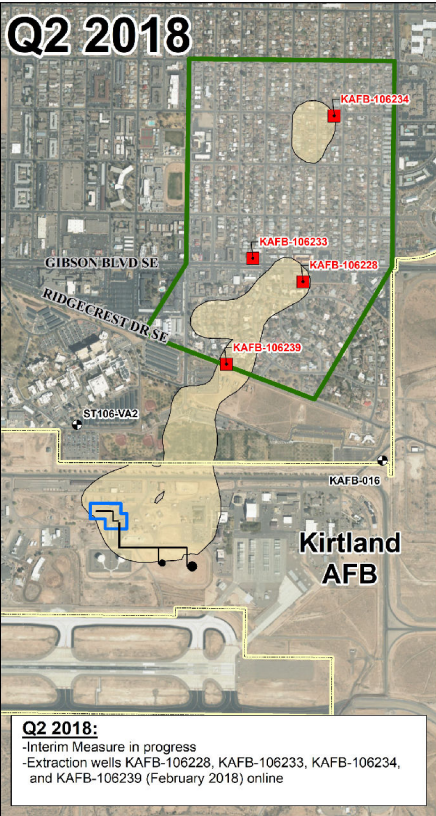 Q2 2018
KAFB-106234
KAFB-106233
GIBSON BLVD SE
KAFB-106228
RIDGECREST DR SE
KAFB-106239
ST106-VA2
KAFB-016
Kirtland
AFB
Q2 2018:
-Interim Measure in progress
-Extraction wells KAFB-106228, KAFB-106233, KAFB-106234,
and KAFB-106239 (February 2018) online